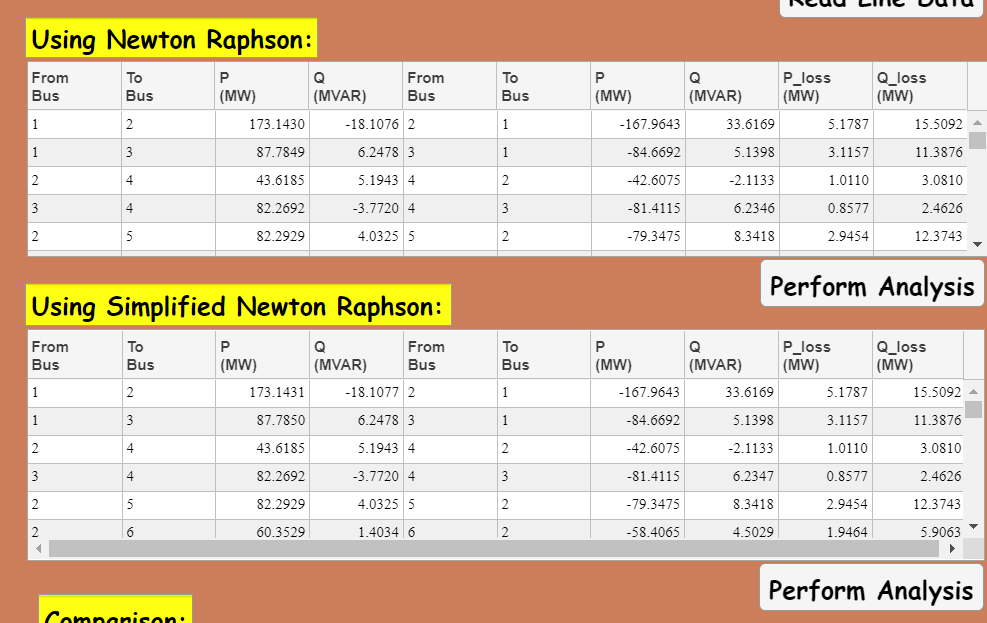 Read Line Data
Using Newton Raphson:
From Bus To Bus P (MW) Q (MVAR) From Bus To Bus P (MW) Q (MVAR) P_loss (MW) Q_loss (MW)
1 2 173.1430 -18.1076 2 1 -167.9643 33.6169 5.1787 15.5092
1 3 87.7849 6.2478 3 1 -84.6692 5.1398 3.1157 11.3876
2 4 43.6185 5.1943 4 2 -42.6075 -2.1133 1.0110 3.0810
3 4 82.2692 -3.7720 4 3 -81.4115 6.2346 0.8577 2.4626
2 5 82.2929 4.0325 5 2 -79.3475 8.3418 2.9454 12.3743
Perform Analysis
Using Simplified Newton Raphson:
From Bus To Bus P (MW) Q (MVAR) From Bus To Bus P (MW) Q (MVAR) P_loss (MW) Q_loss (MW)
1 2 173.1431 -18.1077 2 1 -167.9643 33.6169 5.1787 15.5092
1 3 87.7850 6.2478 3 1 -84.6692 5.1398 3.1157 11.3876
2 4 43.6185 5.1943 4 2 -42.6075 -2.1133 1.0110 3.0810
3 4 82.2692 -3.7720 4 3 -81.4115 6.2347 0.8577 2.4626
2 5 82.2929 4.0325 5 2 -79.3475 8.3418 2.9454 12.3743
2 6 60.3529 1.4034 6 2 -58.4065 4.5029 1.9464 5.9063
Perform Analysis
Comparison: